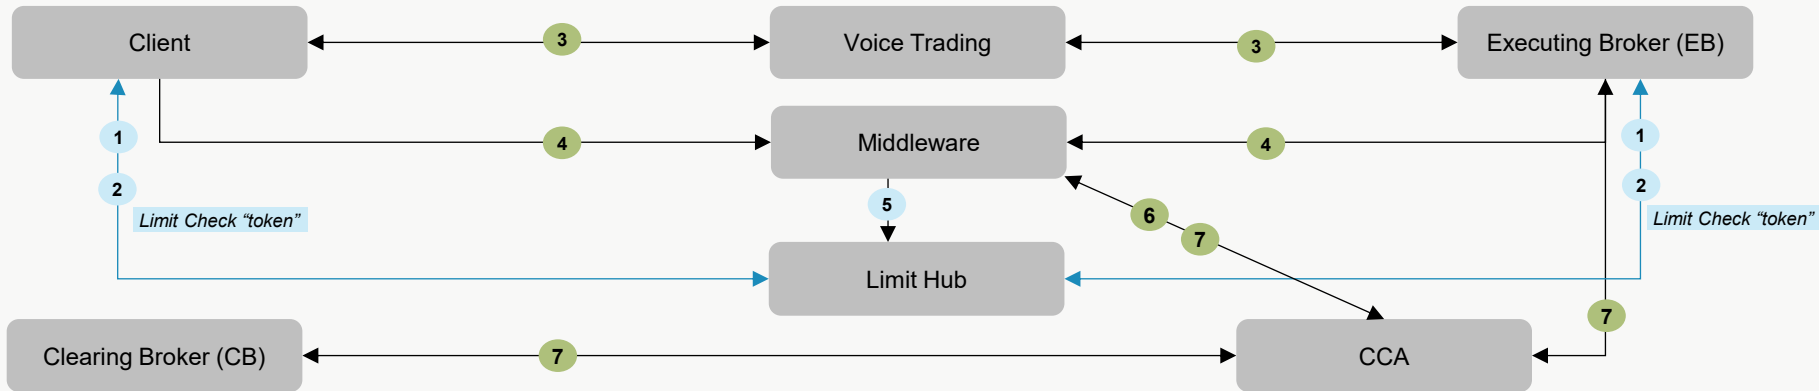 Client
3
Voice Trading
3
Executing Broker (EB)
1
4
Middleware
4
1
2
Limit Check “token”
5
6
7
2
Limit Check “token”
Limit Hub
Clearing Broker (CB)
7
CCA
7